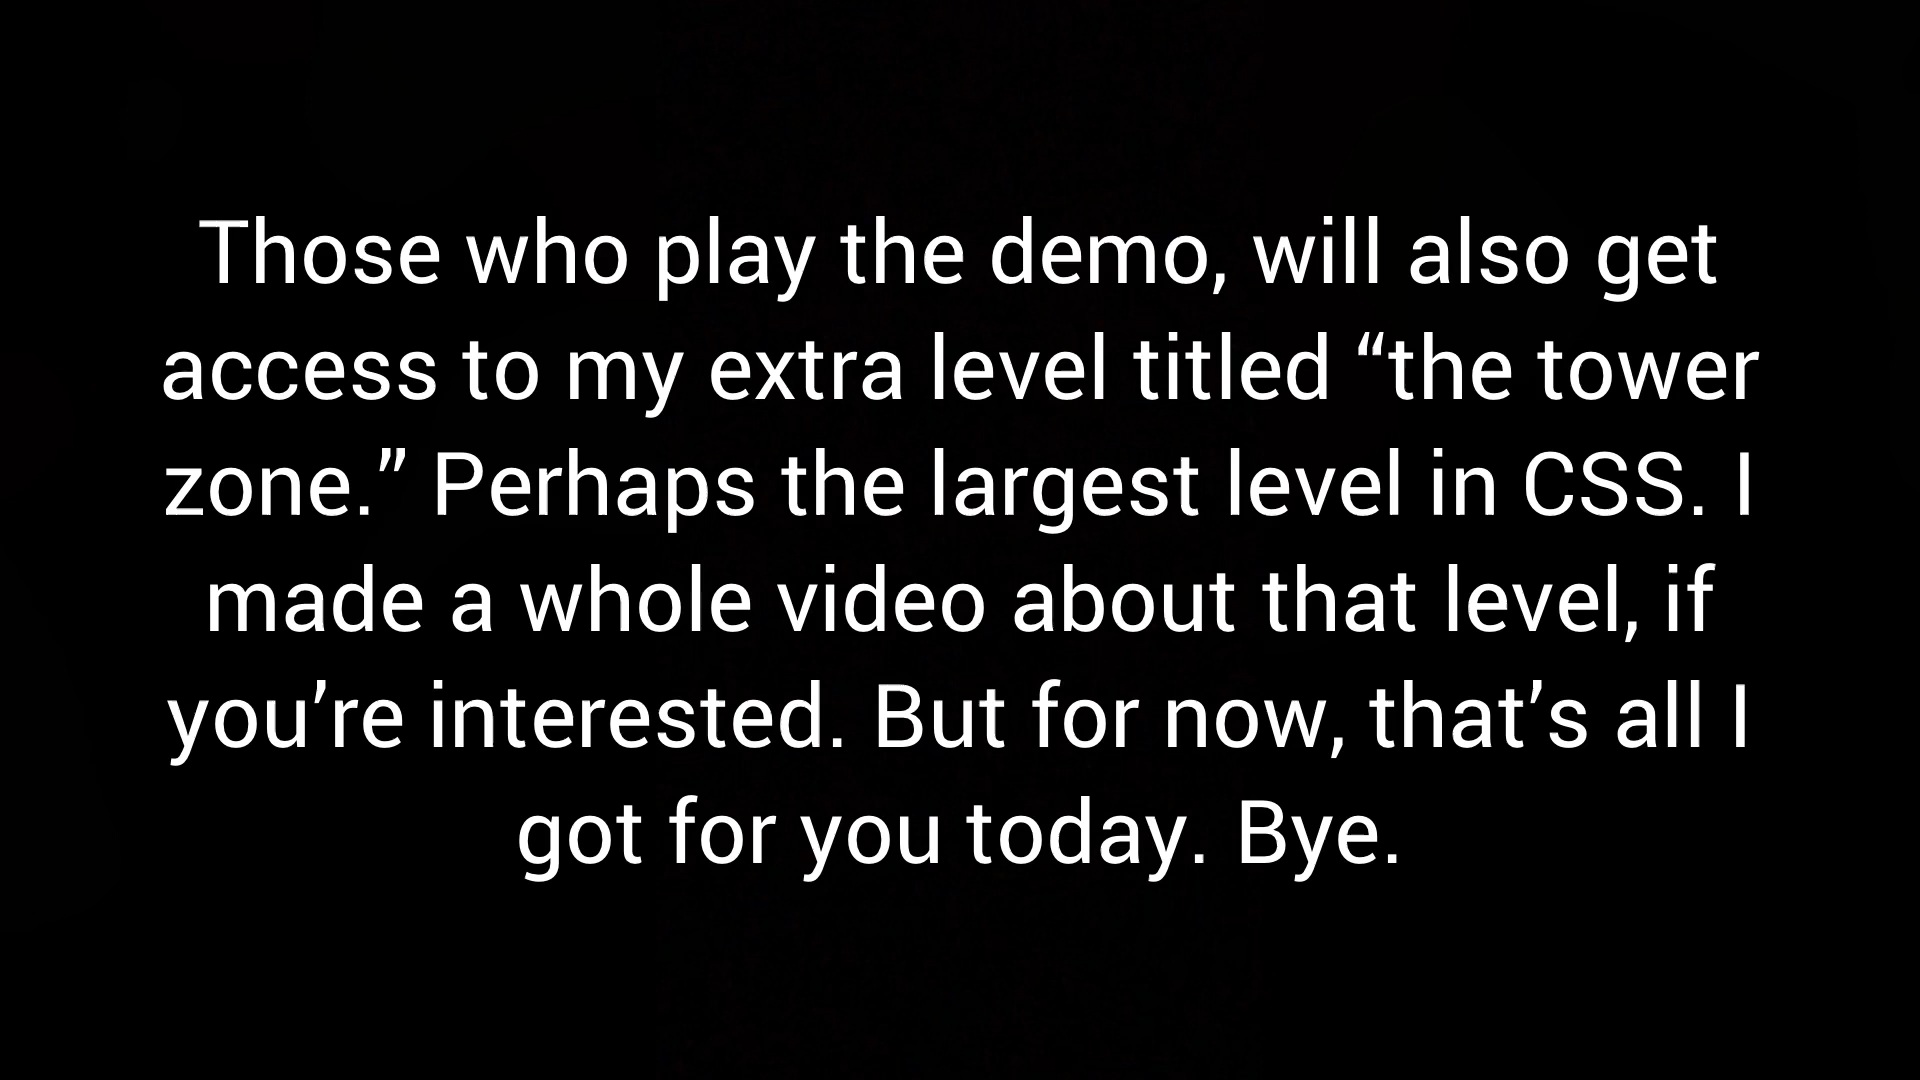 Those who play the demo, will also get
access to my extra level titled “the tower
zone.” Perhaps the largest level in CSS. I
made a whole video about that level, if
you’re interested. But for now, that’s all I
got for you today. Bye.